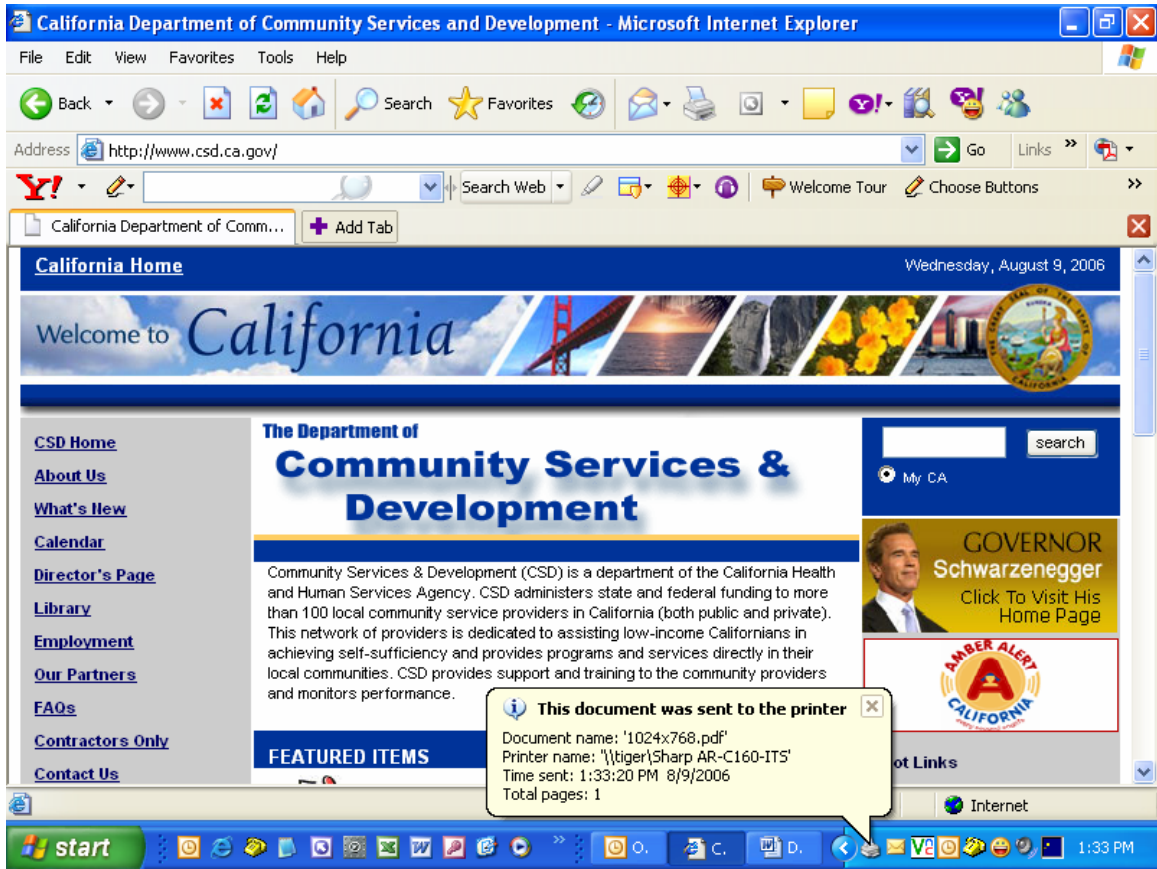 California Department of Community Services and Development - Microsoft Internet Explorer
File Edit View Favorites Tools Help
Back Search Favorites
Address http://www.csd.ca.gov/ Go Links »
Y! Search Web Welcome Tour Choose Buttons »
California Department of Comm... Add Tab
California Home Wednesday, August 9, 2006
Welcome to California
CSD Home
About Us
What's New
Calendar
Director's Page
Library
Employment
Our Partners
FAQs
Contractors Only
Contact Us
The Department of
Community Services &
Development
Community Services & Development (CSD) is a department of the California Health
and Human Services Agency. CSD administers state and federal funding to more
than 100 local community service providers in California (both public and private).
This network of providers is dedicated to assisting low-income Californians in
achieving self-sufficiency and provides programs and services directly in their
local communities. CSD provides support and training to the community providers
and monitors performance.
FEATURED ITEMS
search
My CA
GOVERNOR
Schwarzenegger
Click To Visit His
Home Page
AMBER ALERT
CALIFORNIA
ot Links
This document was sent to the printer
Document name: '1024x768.pdf'
Printer name: '\\tiger\Sharp AR-C160-ITS'
Time sent: 1:33:20 PM 8/9/2006
Total pages: 1
Internet
start » O. C. D. 1:33 PM